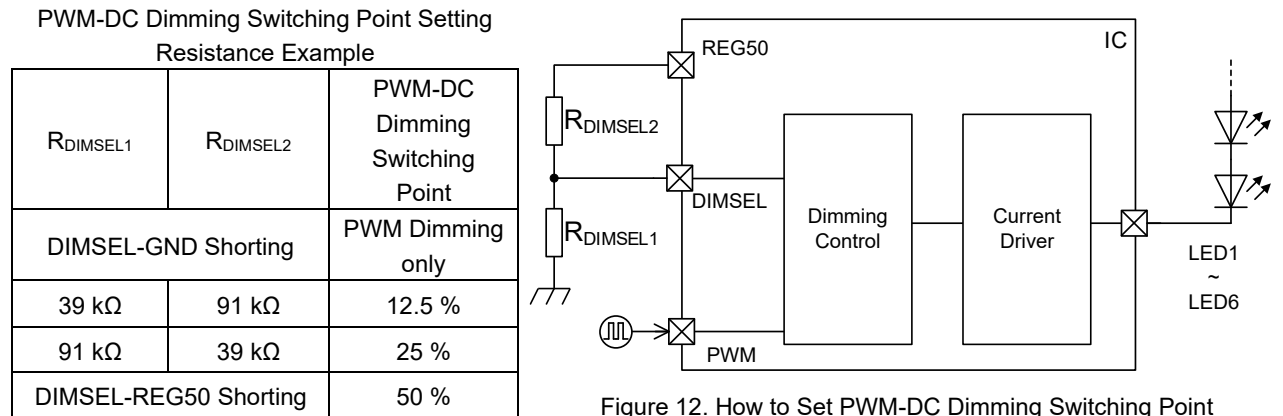 PWM-DC Dimming Switching Point Setting
Resistance Example
RDIMSEL1
RDIMSEL2
PWM-DC
Dimming
Switching
Point
DIMSEL-GND Shorting
PWM Dimming
only
39 kΩ 91 kΩ 12.5 %
91 kΩ 39 kΩ 25 %
DIMSEL-REG50 Shorting 50 %
REG50
IC
RDIMSEL2
DIMSEL
RDIMSEL1
Dimming
Control
Current
Driver
LED1
~
LED6
PWM
Figure 12. How to Set PWM-DC Dimming Switching Point